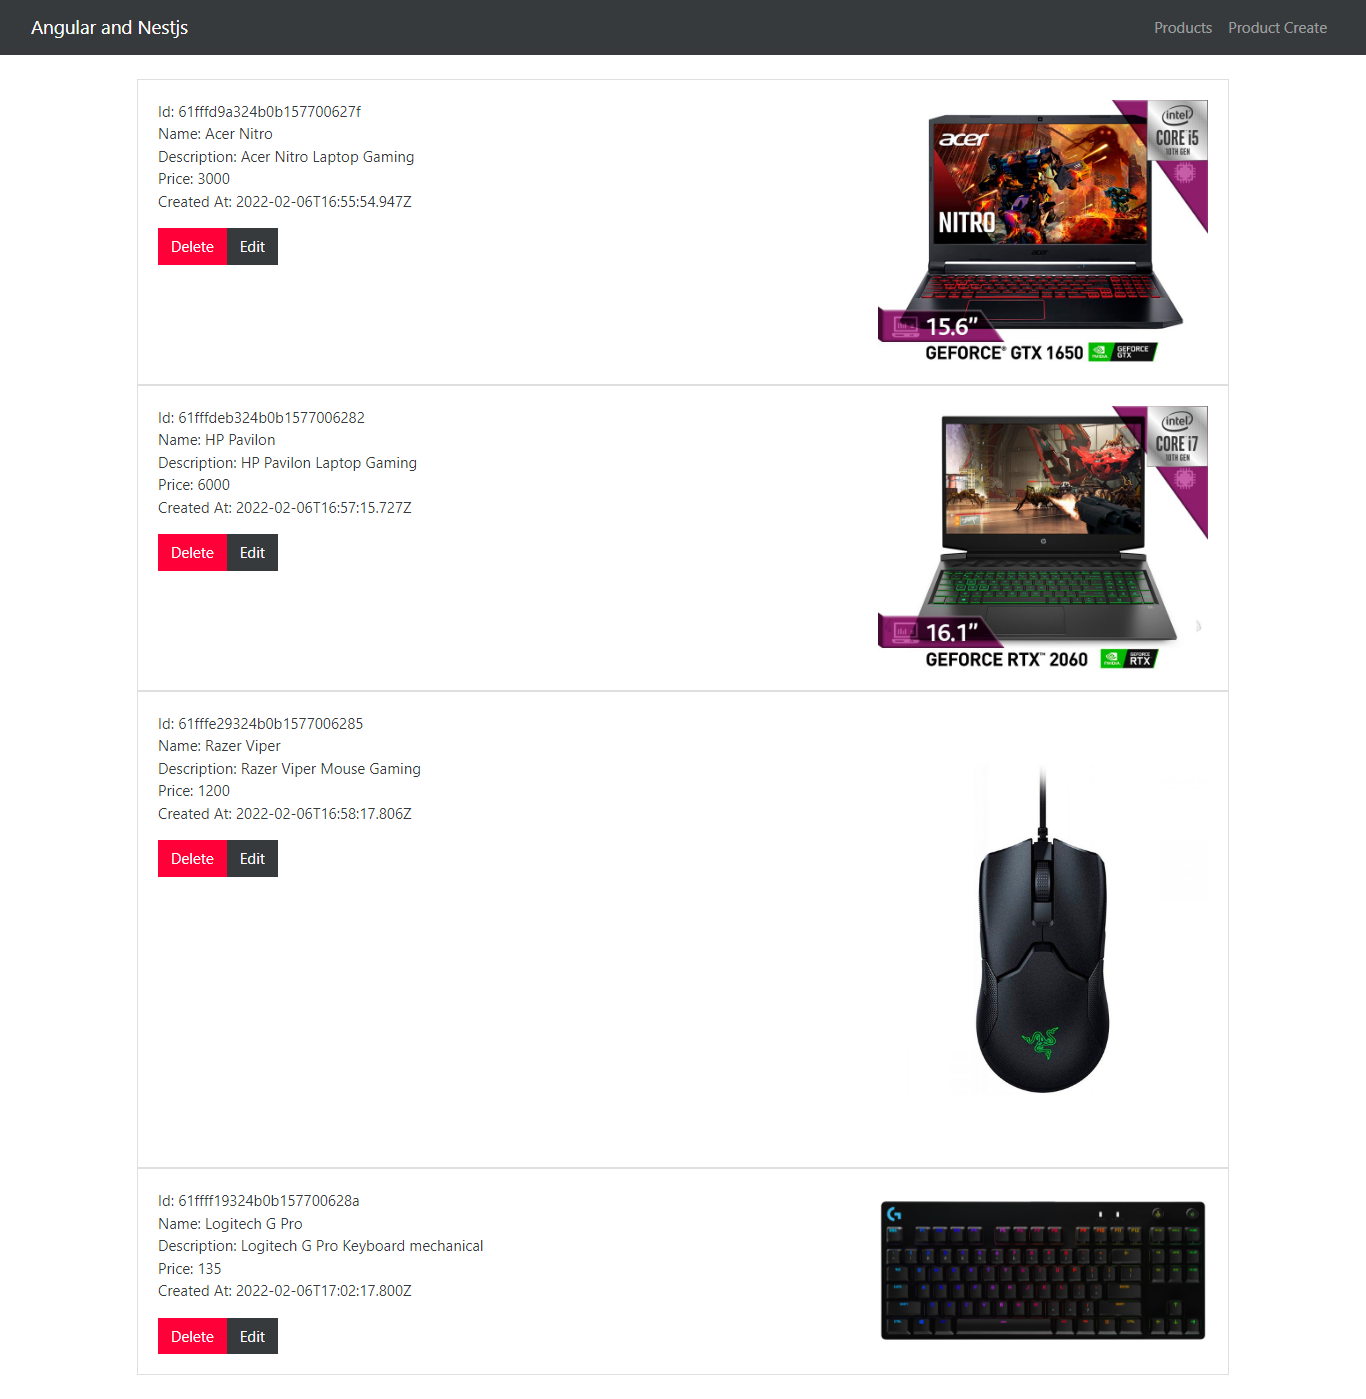 Angular and Nestjs
Products
Product Create
Id: 61fffd9a324b0b157700627f
Name: Acer Nitro
Description: Acer Nitro Laptop Gaming
Price: 3000
Created At: 2022-02-06T16:55:54.947Z
Delete
Edit
intel
CORE i5
10TH GEN
acer
NITRO
acer
15.6”
GEFORCE® GTX 1650
NVIDIA
GEFORCE
GTX
Id: 61fffdeb324b0b1577006282
Name: HP Pavilon
Description: HP Pavilon Laptop Gaming
Price: 6000
Created At: 2022-02-06T16:57:15.727Z
Delete
Edit
intel
CORE i7
10TH GEN
16.1”
GEFORCE RTX™ 2060
NVIDIA
GEFORCE
RTX
Id: 61fffe29324b0b1577006285
Name: Razer Viper
Description: Razer Viper Mouse Gaming
Price: 1200
Created At: 2022-02-06T16:58:17.806Z
Delete
Edit
Id: 61ffff19324b0b157700628a
Name: Logitech G Pro
Description: Logitech G Pro Keyboard mechanical
Price: 135
Created At: 2022-02-06T17:02:17.800Z
Delete
Edit